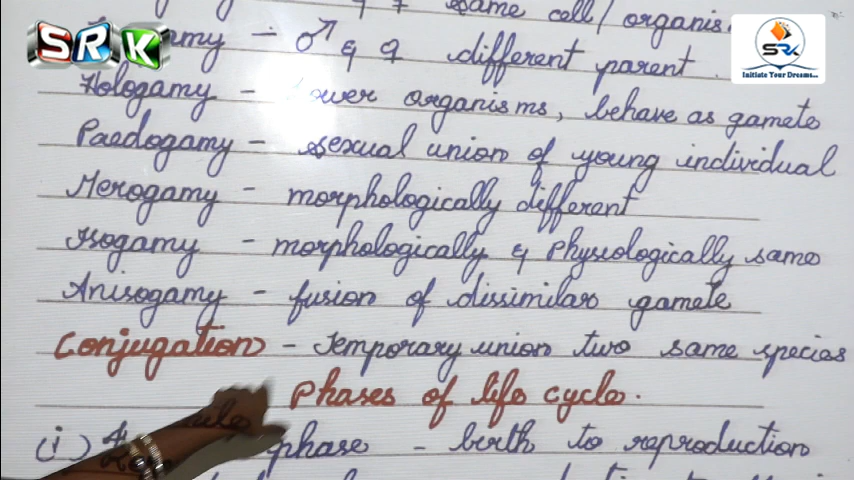 same cell/organis
SRK
amy - ♂ & ♀ different parent.
SRK
Initiate Your Dreams...
Hologamy - lower organisms, behave as gamete
Paedogamy - sexual union of young individual
Merogamy - morphologically different
Isogamy - morphologically & physiologically same
Anisogamy - fusion of dissimilar gamete
Conjugation - Temporary union two same species
Phases of life cycle.
(i) phase - birth to reproduction